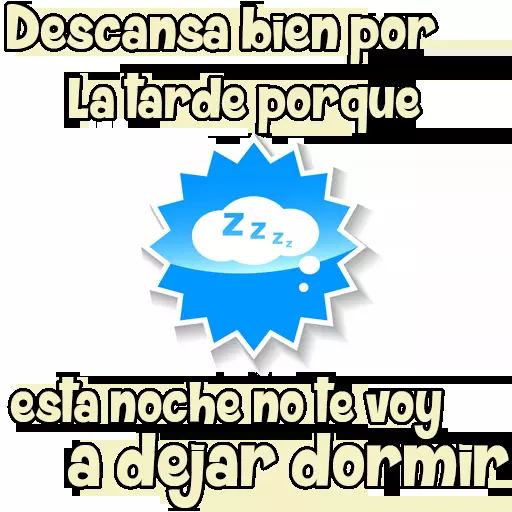 Descansa bien por
La tarde porque
Z Z Z Z
esta noche no te voy
a dejar dormir